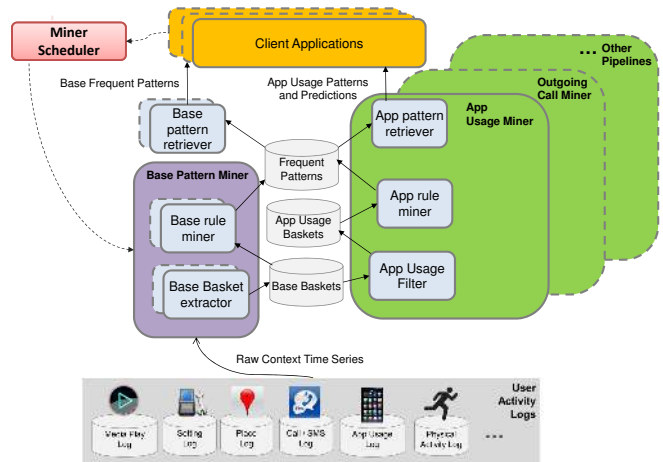 Miner
Scheduler
Client Applications
... Other
Pipelines
Base Frequent Patterns
App Usage Patterns
and Predictions
Outgoing
Call Miner
App
Usage Miner
Base
pattern
retriever
App pattern
retriever
Frequent
Patterns
Base Pattern Miner
Base rule
miner
App Usage
Baskets
App rule
miner
Base Basket
extractor
Base Baskets
App Usage
Filter
Raw Context Time Series
User
Activity
Logs
Media Play
Log
Setting
Log
Place
Log
Call / SMS
Log
App Usage
Log
Physical
Activity Log
...